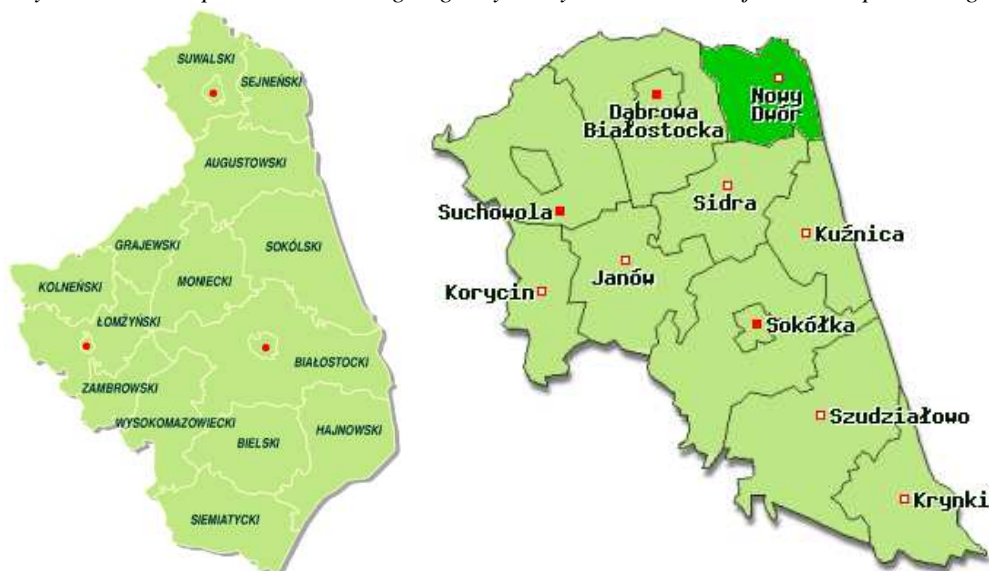 SUWALSKI
SEJNEŃSKI
AUGUSTOWSKI
GRAJEWSKI
SOKÓLSKI
KOLNEŃSKI
MONIECKI
ŁOMŻYŃSKI
BIAŁOSTOCKI
ZAMBROWSKI
WYSOKOMAZOWIECKI
BIELSKI
HAJNOWSKI
SIEMIATYCKI
Nowy
Dwór
Dąbrowa
Białostocka
Sidra
Suchowola
Kuźnica
Janów
Korycin
Sokółka
Szudziałowo
Krynki